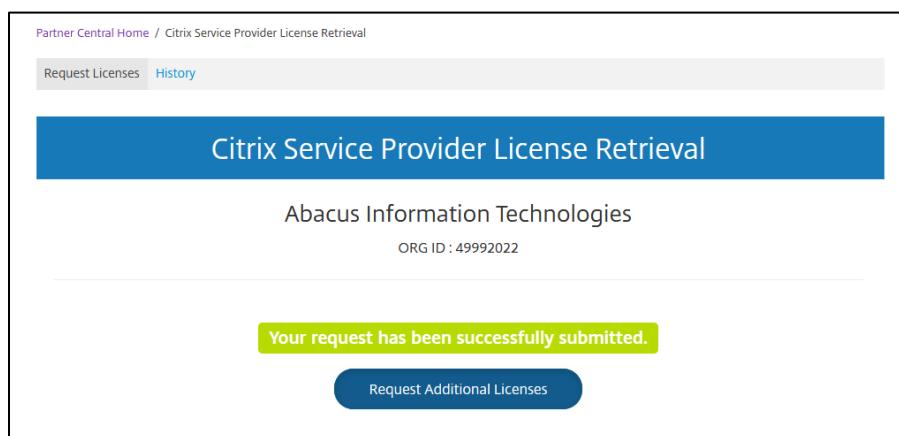 Partner Central Home / Citrix Service Provider License Retrieval
Request Licenses History
Citrix Service Provider License Retrieval
Abacus Information Technologies
ORG ID : 49992022
Your request has been successfully submitted.
Request Additional Licenses